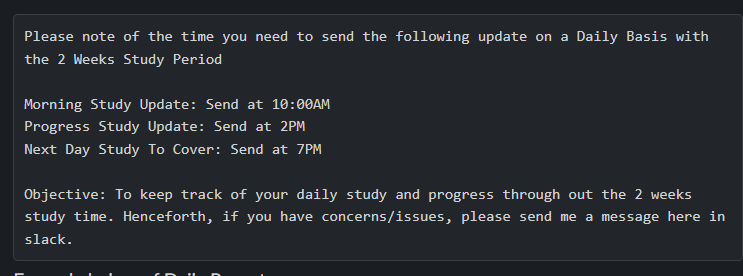 Please note of the time you need to send the following update on a Daily Basis with
the 2 Weeks Study Period
Morning Study Update: Send at 10:00AM
Progress Study Update: Send at 2PM
Next Day Study To Cover: Send at 7PM
Objective: To keep track of your daily study and progress through out the 2 weeks
study time. Henceforth, if you have concerns/issues, please send me a message here in
slack.